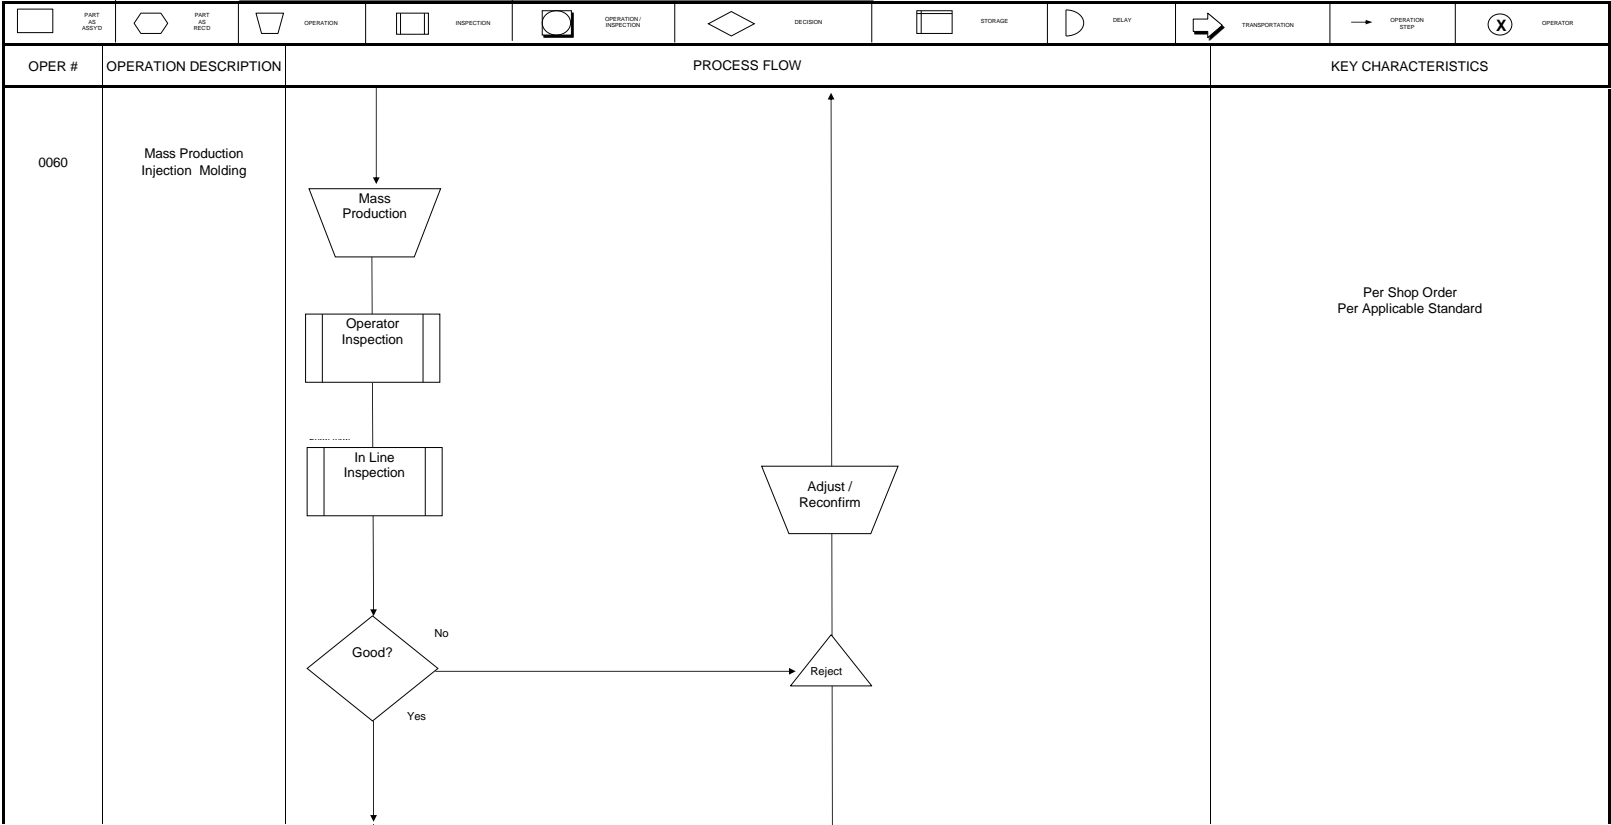 PART
AS
ASSY'D
PART
AS
REC'D
OPERATION
INSPECTION
OPERATION /
INSPECTION
DECISION
STORAGE
DELAY
TRANSPORTATION
OPERATION
STEP
X
OPERATOR
OPER #
OPERATION DESCRIPTION
PROCESS FLOW
KEY CHARACTERISTICS
0060
Mass Production
Injection Molding
Mass
Production
Per Shop Order
Per Applicable Standard
Operator
Inspection
In Line
Inspection
Adjust /
Reconfirm
No
Good?
Reject
Yes